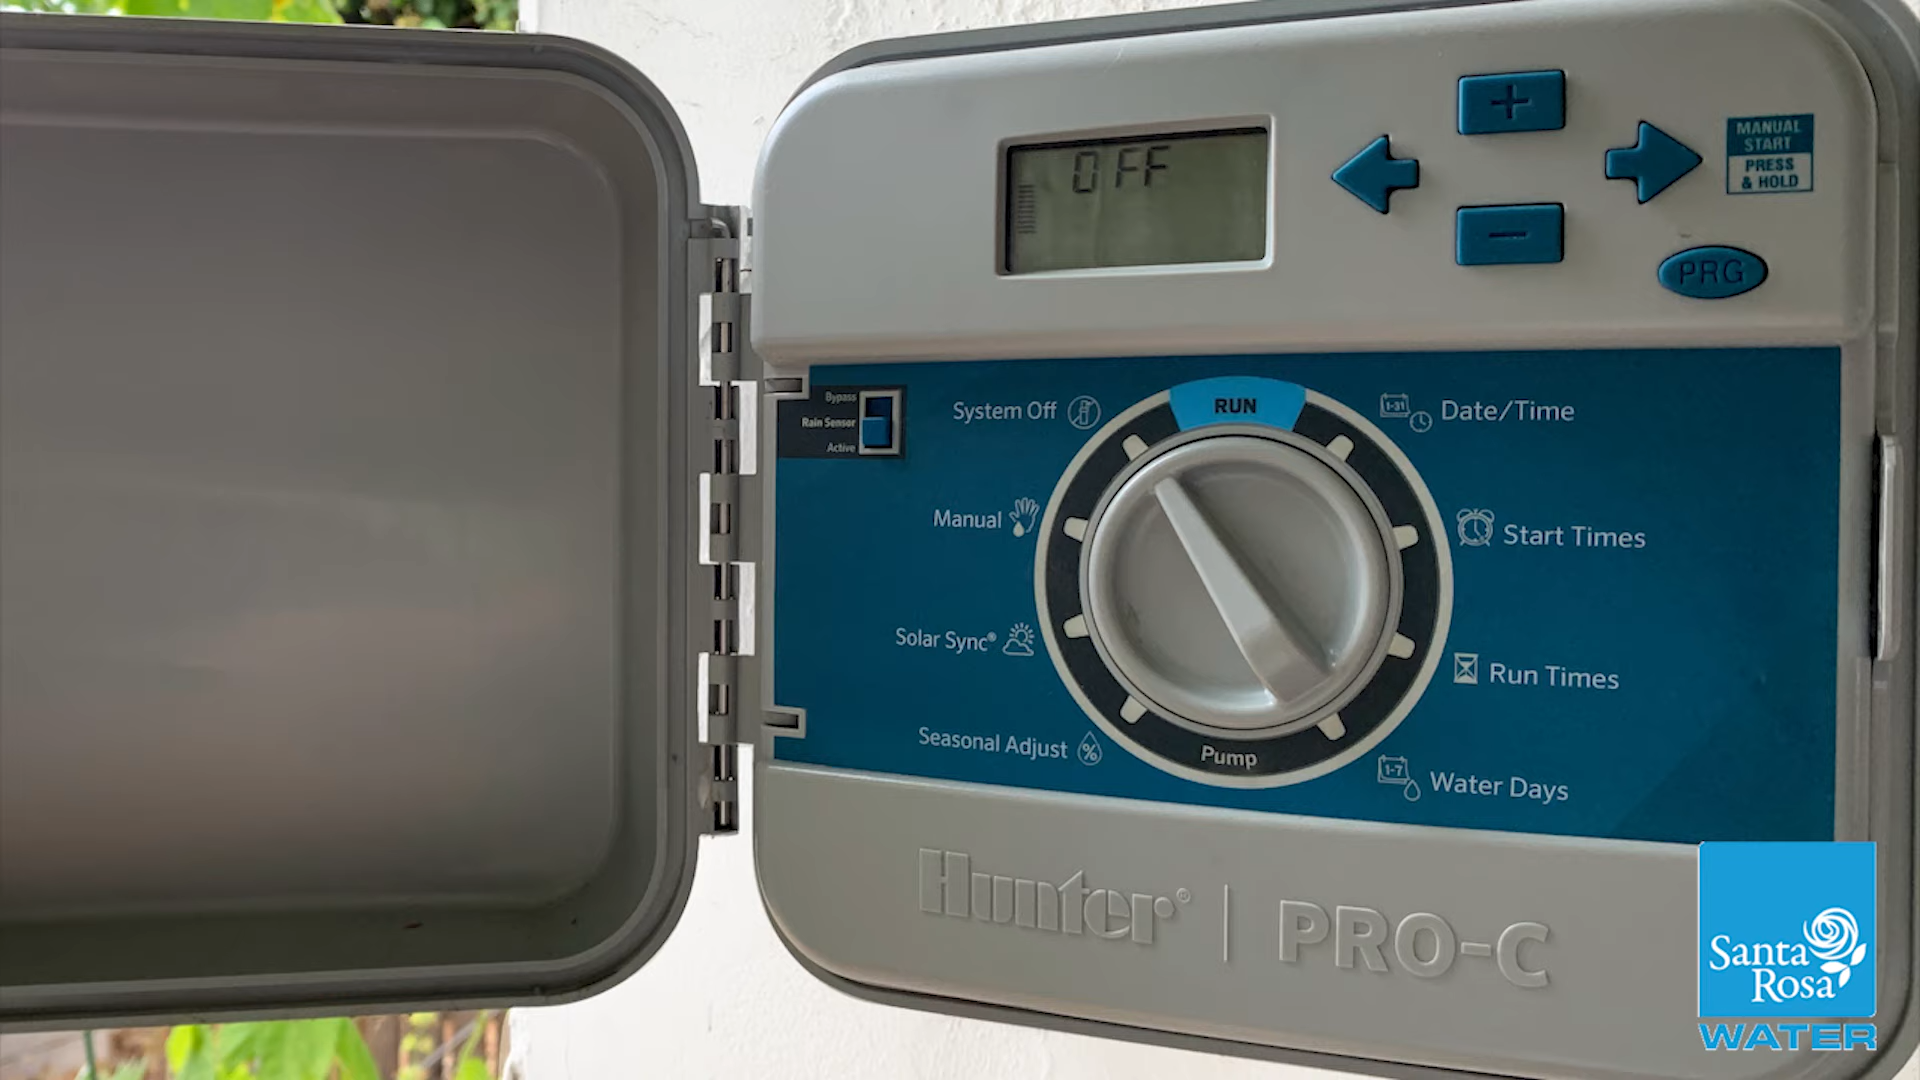 OFF
+
MANUAL
START
PRESS
& HOLD
-
PRG
Bypass
Rain Sensor
Active
System Off
RUN
1-31
Date/Time
Manual
Start Times
Solar Sync®
Run Times
Seasonal Adjust %
Pump
1-7
Water Days
Hunter® | PRO-C
Santa
Rosa
WATER